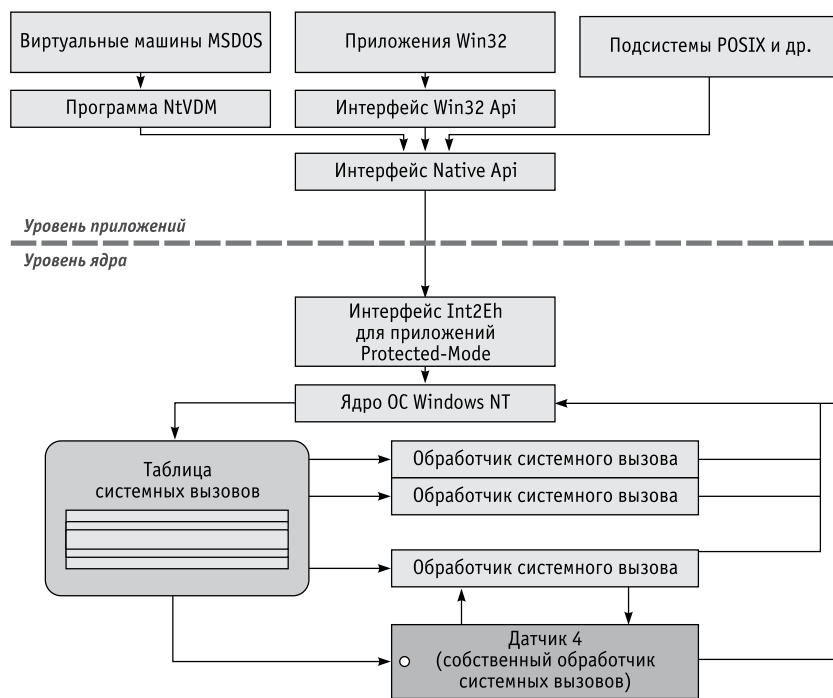 Виртуальные машины MSDOS
Приложения Win32
Подсистемы POSIX и др.
Программа NtVDM
Интерфейс Win32 Api
Интерфейс Native Api
Уровень приложений
Уровень ядра
Интерфейс Int2Eh
для приложений
Protected-Mode
Ядро ОС Windows NT
Таблица
системных вызовов
Обработчик системного вызова
Обработчик системного вызова
Обработчик системного вызова
Датчик 4
(собственный обработчик
системных вызовов)